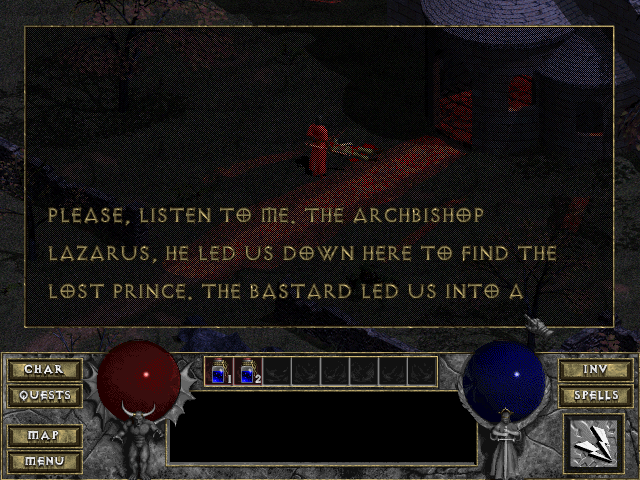 PLEASE, LISTEN TO ME. THE ARCHBISHOP
LAZARUS, HE LED US DOWN HERE TO FIND THE
LOST PRINCE. THE BASTARD LED US INTO A
CHAR
QUESTS
MAP
MENU
1
2
INV
SPELLS